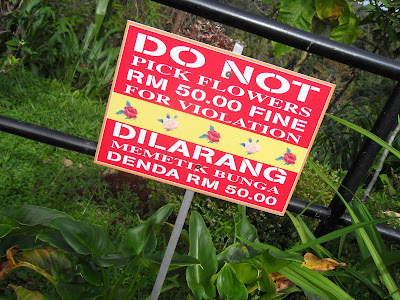 DO NOT
PICK FLOWERS
RM 50.00 FINE
FOR VIOLATION
DILARANG
MEMETIK BUNGA
DENDA RM 50.00